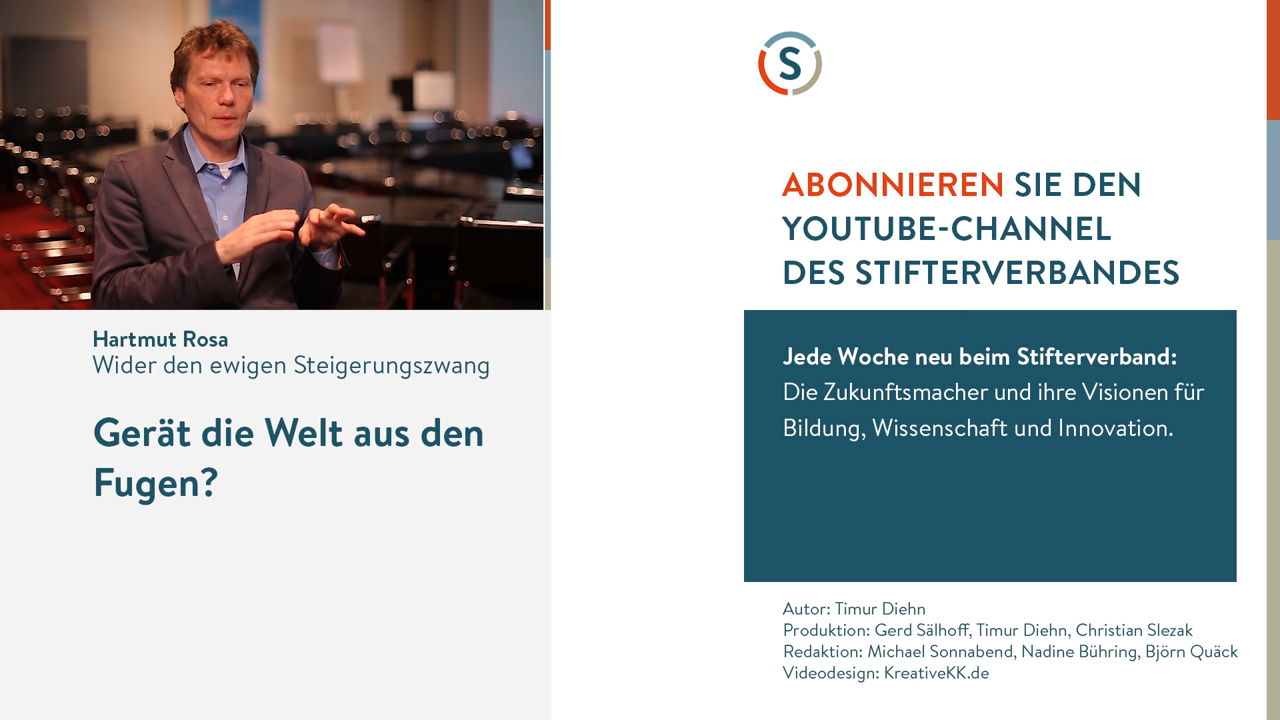 Hartmut Rosa
Wider den ewigen Steigerungszwang
Gerät die Welt aus den
Fugen?
S
ABONNIEREN SIE DEN
YOUTUBE-CHANNEL
DES STIFTERVERBANDES
Jede Woche neu beim Stifterverband:
Die Zukunftsmacher und ihre Visionen für
Bildung, Wissenschaft und Innovation.
Autor: Timur Diehn
Produktion: Gerd Sälhoff, Timur Diehn, Christian Slezak
Redaktion: Michael Sonnabend, Nadine Bühring, Björn Quäck
Videodesign: KreativeKK.de